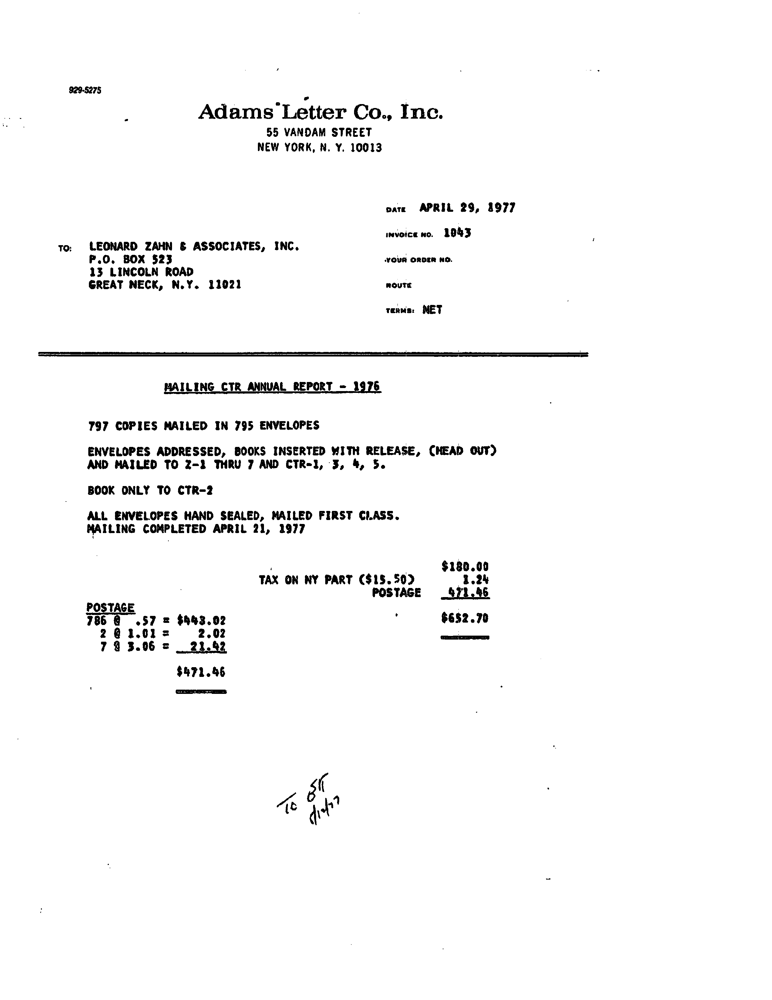 929-5275
Adams Letter Co., Inc.
55 VANDAM STREET
NEW YORK, N. Y. 10013
DATE APRIL 29, 1977
INVOICE NO. 1043
TO: LEONARD ZAHN & ASSOCIATES, INC.
P.O. BOX 523
13 LINCOLN ROAD
GREAT NECK, N.Y. 11021
YOUR ORDER NO.
ROUTE
TERMS: NET
MAILING CTR ANNUAL REPORT - 1976
797 COPIES MAILED IN 795 ENVELOPES
ENVELOPES ADDRESSED, BOOKS INSERTED WITH RELEASE, (HEAD OUT)
AND MAILED TO Z-1 THRU 7 AND CTR-1, 3, 4, 5.
BOOK ONLY TO CTR-2
ALL ENVELOPES HAND SEALED, MAILED FIRST CLASS.
MAILING COMPLETED APRIL 21, 1977
$180.00
TAX ON NY PART ($15.50) 1.24
POSTAGE 471.46
$652.70
POSTAGE
786 @ .57 = $448.02
2 @ 1.01 = 2.02
7 @ 3.06 = 21.42
$471.46
To